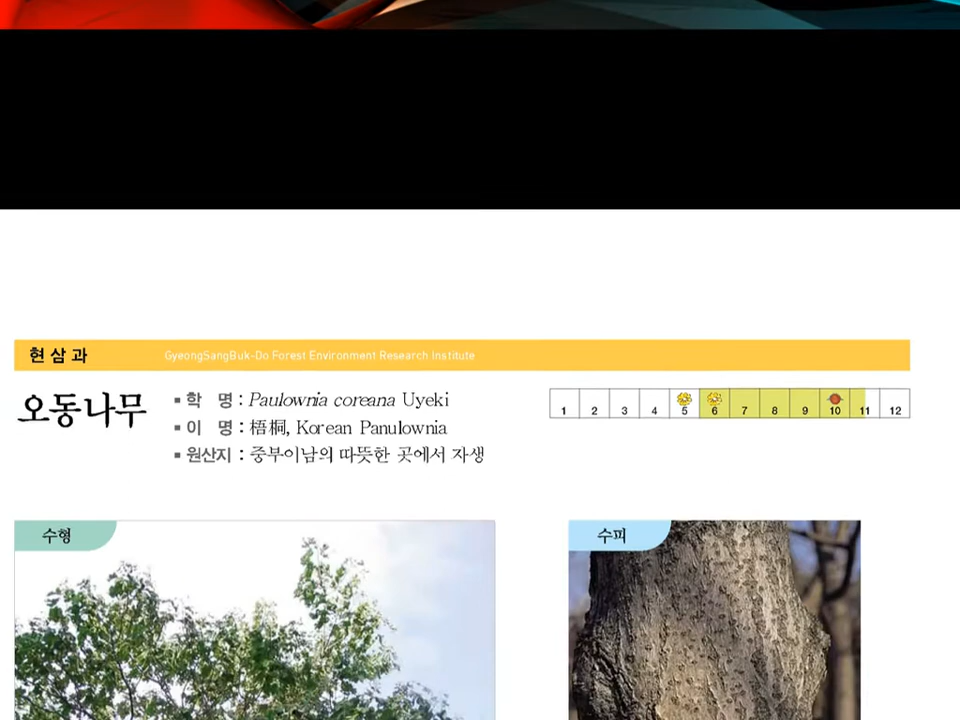 현 삼 과 GyeongSangBuk-Do Forest Environment Research Institute
오동나무
▪ 학 명 : Paulownia coreana Uyeki
▪ 이 명 : 梧桐, Korean Panulownia
▪ 원산지 : 중부이남의 따뜻한 곳에서 자생
1 2 3 4 5 6 7 8 9 10 11 12
수형
수피